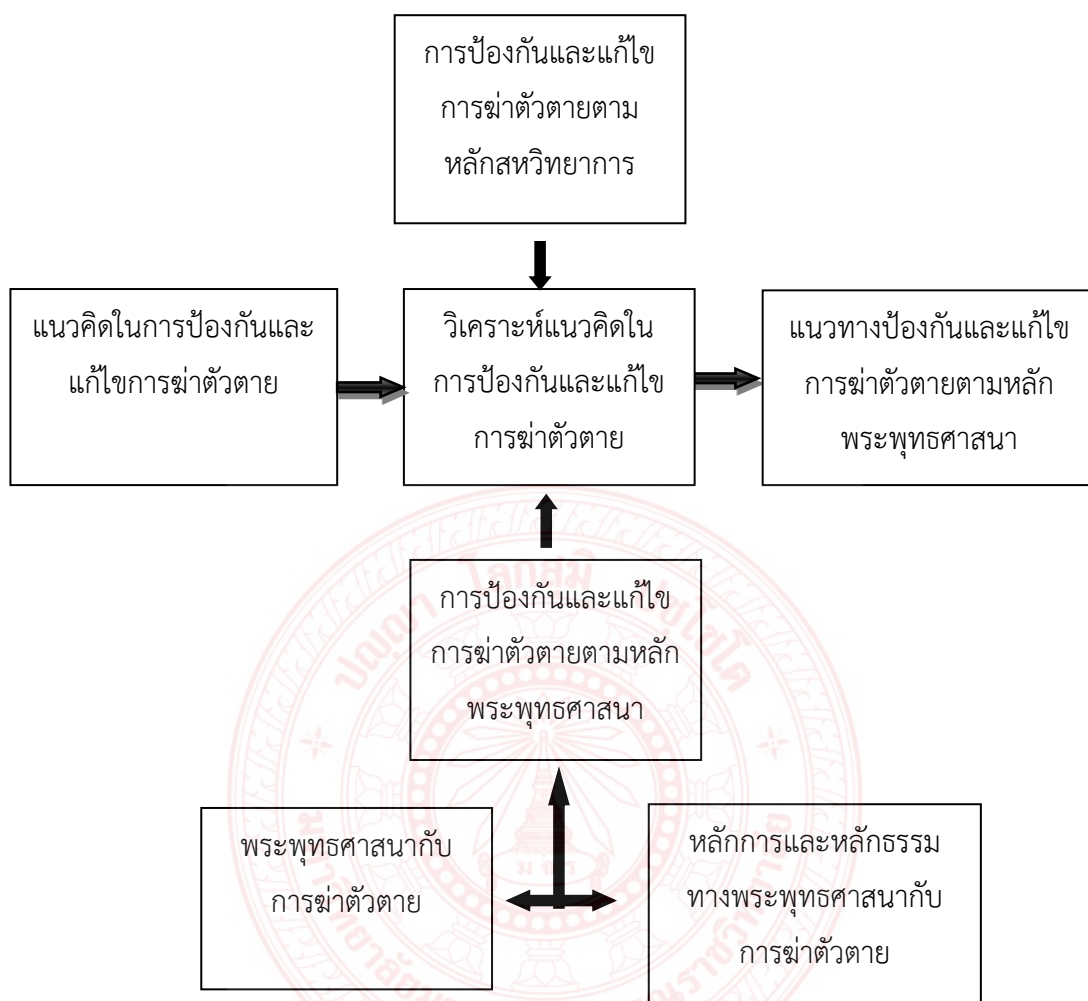 การป้องกันและแก้ไข
การฆ่าตัวตายตาม
หลักสหวิทยาการ
แนวคิดในการป้องกันและ
แก้ไขการฆ่าตัวตาย
วิเคราะห์แนวคิดใน
การป้องกันและแก้ไข
การฆ่าตัวตาย
แนวทางป้องกันและแก้ไข
การฆ่าตัวตายตามหลัก
พระพุทธศาสนา
การป้องกันและแก้ไข
การฆ่าตัวตายตามหลัก
พระพุทธศาสนา
พระพุทธศาสนากับ
การฆ่าตัวตาย
หลักการและหลักธรรม
ทางพระพุทธศาสนากับ
การฆ่าตัวตาย